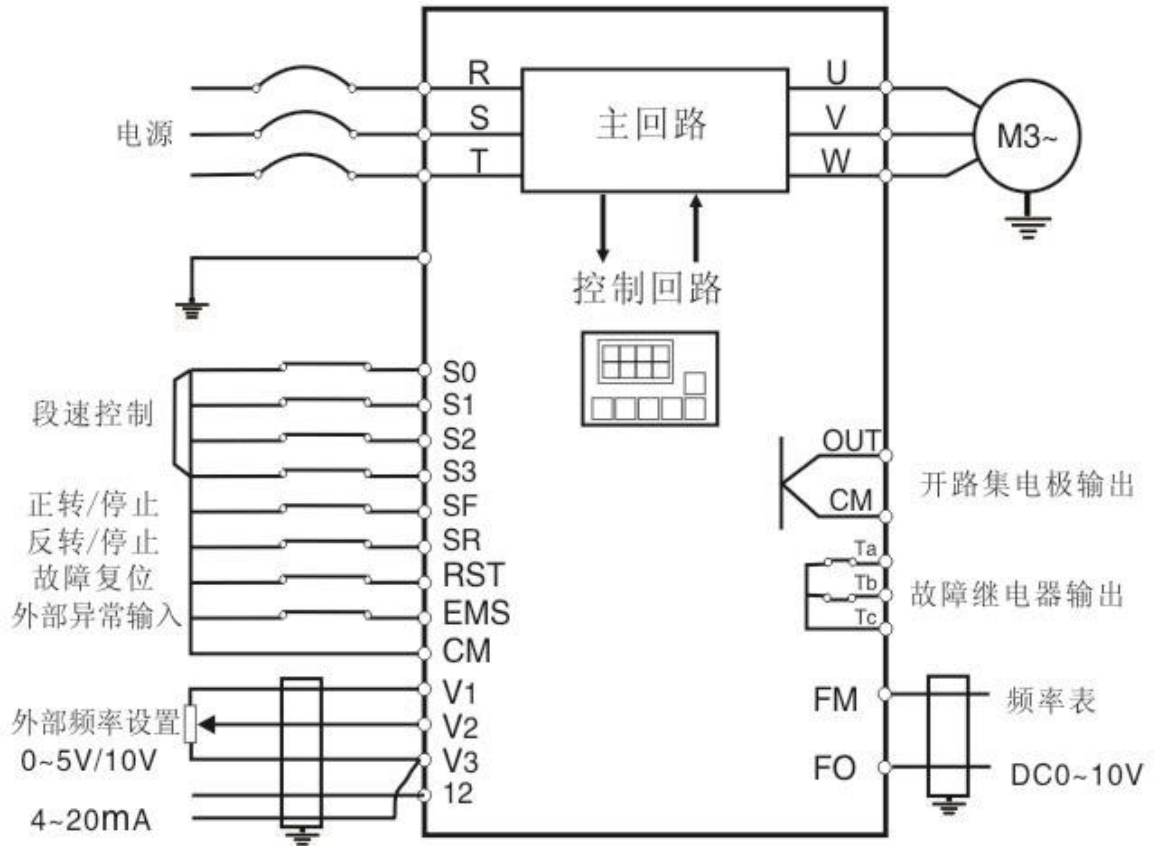 R
S
T
电源
主回路
U
V
W
M3~
控制回路
段速控制
S0
S1
S2
S3
正转/停止
SF
反转/停止
SR
故障复位
RST
外部异常输入
EMS
CM
外部频率设置
0~5V/10V
4~20mA
V1
V2
V3
12
OUT
CM
开路集电极输出
Ta
Tb
Tc
故障继电器输出
FM
频率表
FO
DC0~10V